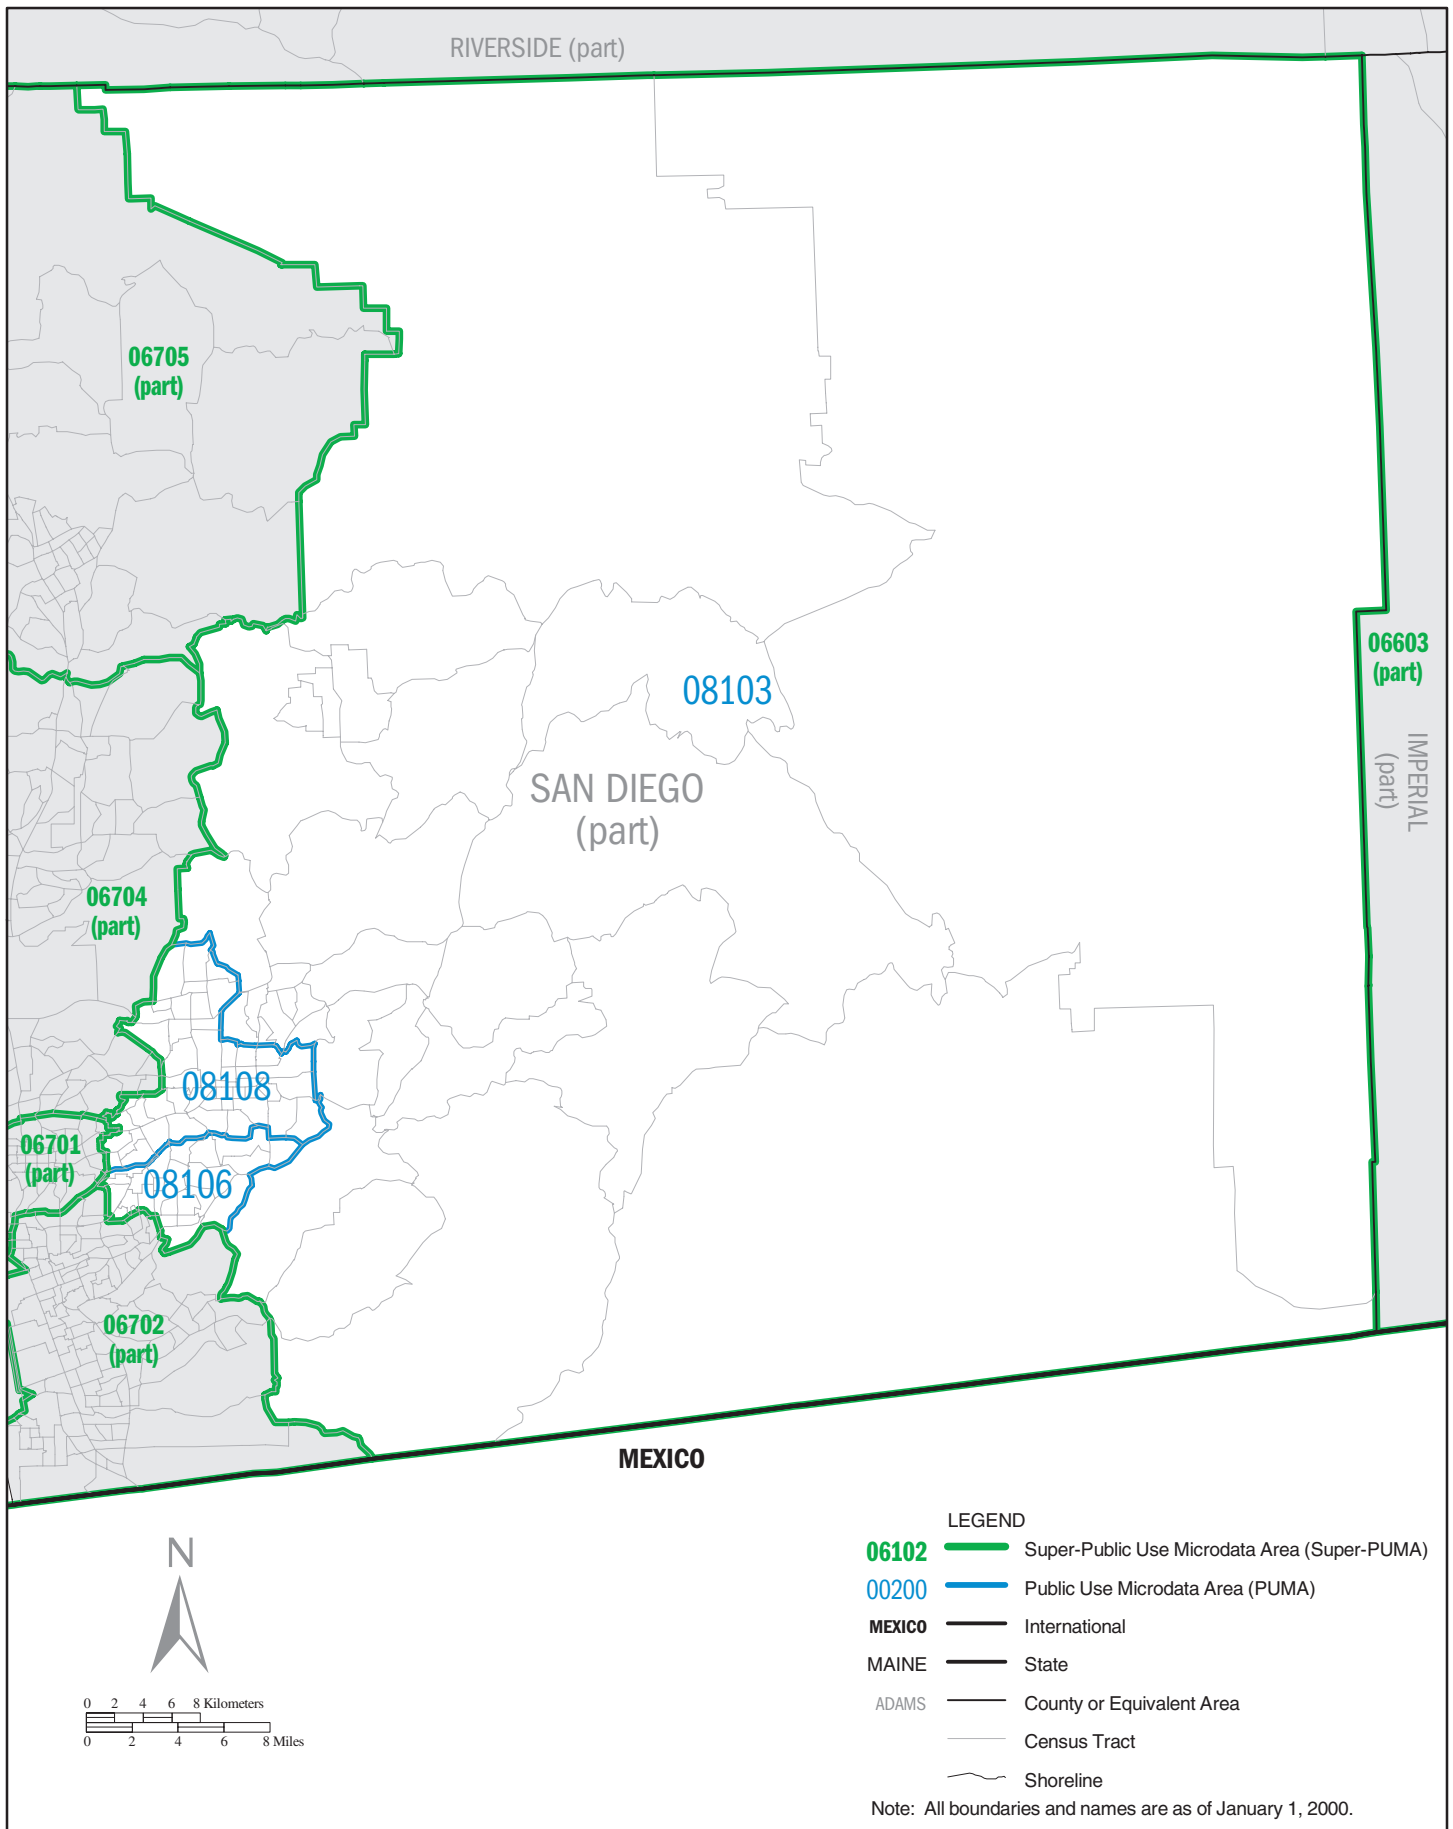 RIVERSIDE (part)
06705
(part)
06603
(part)
08103
IMPERIAL
(part)
SAN DIEGO
(part)
06704
(part)
08108
06701
(part)
08106
06702
(part)
MEXICO
N
0 2 4 6 8 Kilometers
0 2 4 6 8 Miles
LEGEND
06102 Super-Public Use Microdata Area (Super-PUMA)
00200 Public Use Microdata Area (PUMA)
MEXICO International
MAINE State
ADAMS County or Equivalent Area
Census Tract
Shoreline
Note: All boundaries and names are as of January 1, 2000.